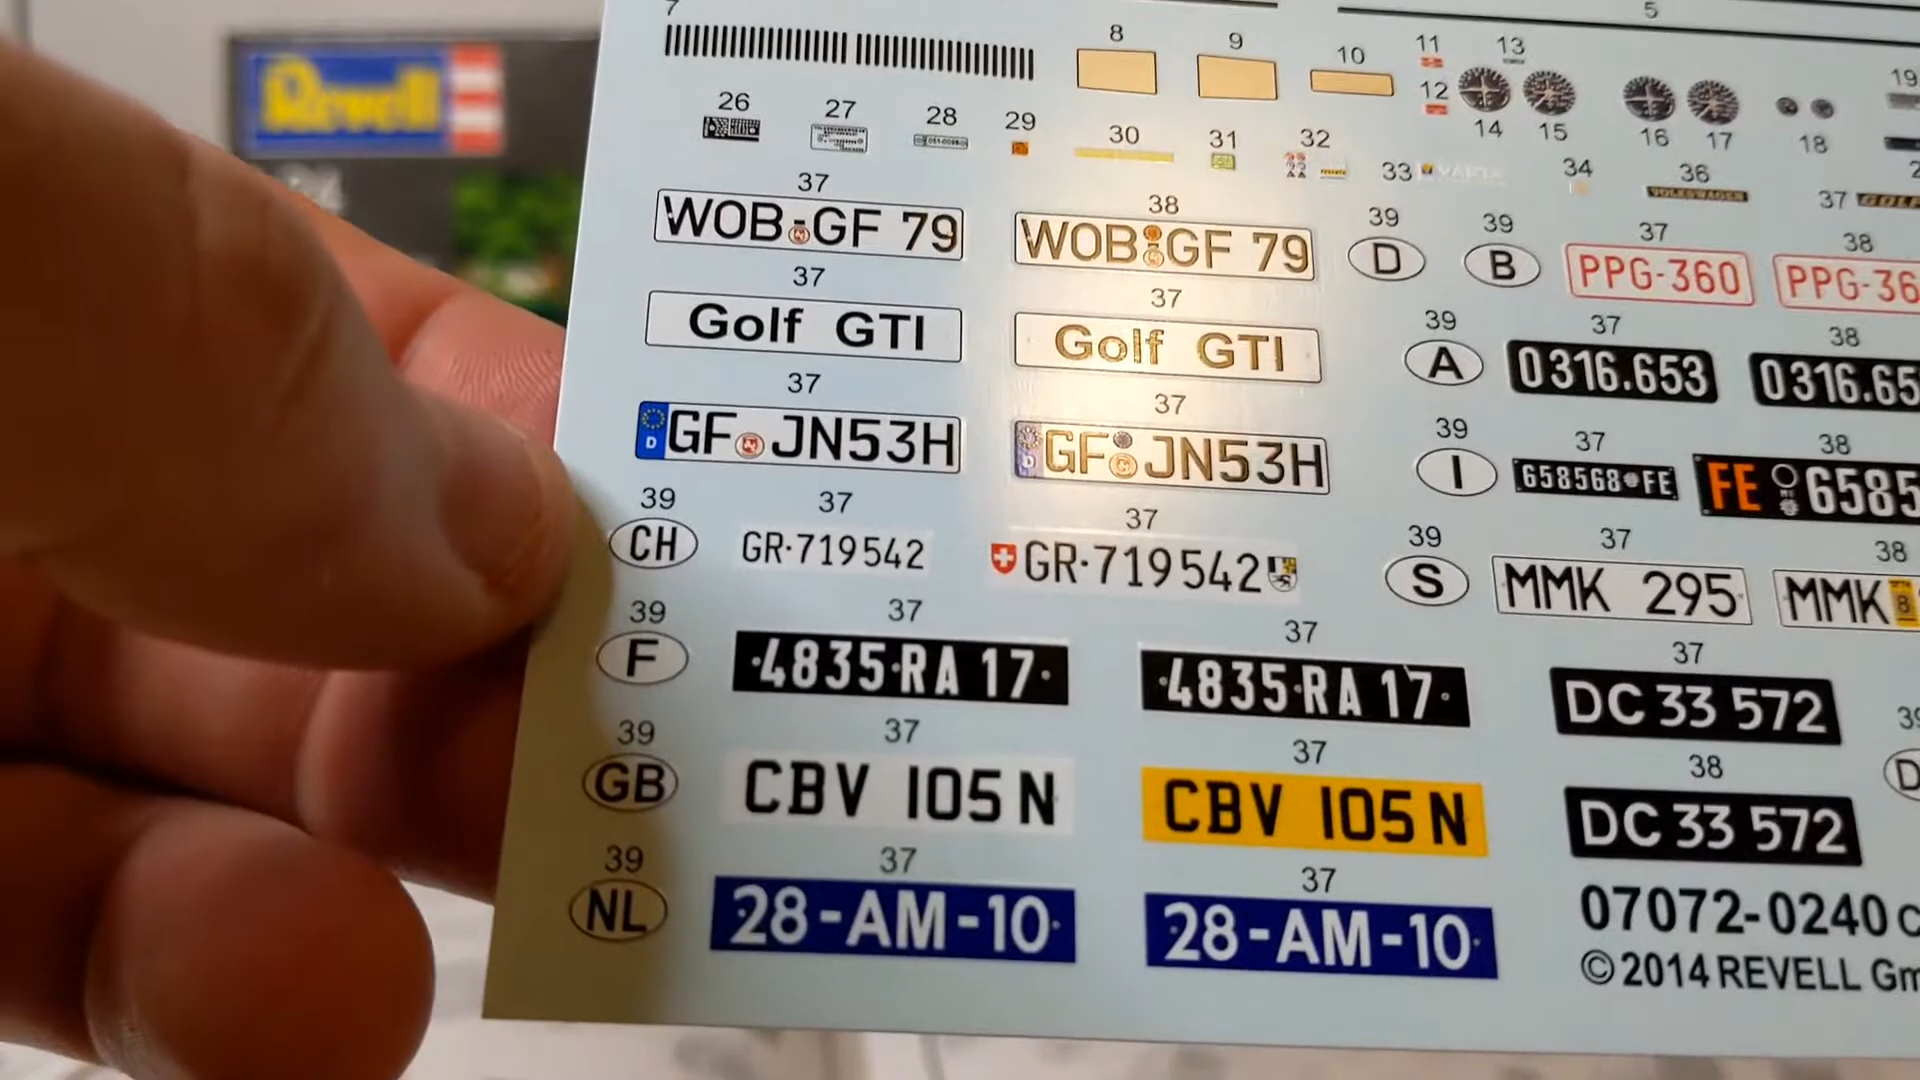 Revell
7
5
8
9
10
11
12
13
14
15
16
17
18
19
26
27
28
29
30
31
32
33
VARTA
34
36
VOLKSWAGEN
37
37
WOB GF 79
38
WOB GF 79
39
D
39
B
37
PPG-360
38
PPG-36
37
Golf GTI
37
Golf GTI
39
A
37
0316.653
38
0316.65
37
D
GF JN53H
37
D
GF JN53H
39
I
37
658568 FE
38
FE 6585
39
CH
37
GR·719542
37
GR·719542
39
S
37
MMK 295
38
MMK 8
39
F
37
4835·RA 17
37
4835·RA 17
37
DC 33 572
39
GB
37
CBV 105 N
37
CBV 105 N
38
DC 33 572
39
NL
37
28-AM-10
37
28-AM-10
07072-0240
© 2014 REVELL